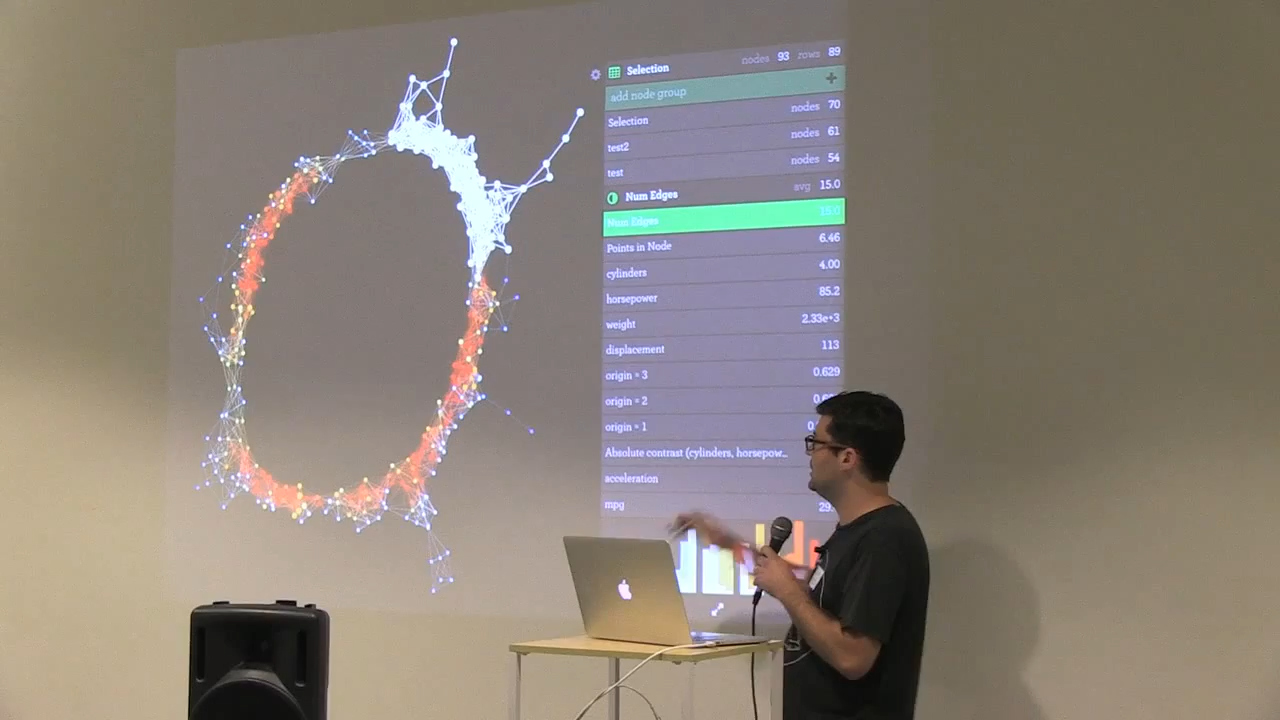 Selection nodes 93 rows 89
add node group +
Selection nodes 70
test2 nodes 61
test nodes 54
Num Edges avg 15.0
Num Edges 15.0
Points in Node 6.46
cylinders 4.00
horsepower 85.2
weight 2.33e+3
displacement 113
origin = 3 0.629
origin = 2
origin = 1
Absolute contrast (cylinders, horsepow...
acceleration
mpg